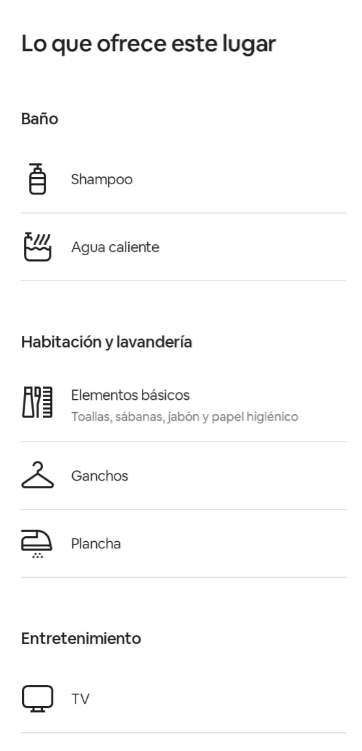 Lo que ofrece este lugar
Baño
Shampoo
Agua caliente
Habitación y lavandería
Elementos básicos
Toallas, sábanas, jabón y papel higiénico
Ganchos
Plancha
Entretenimiento
TV